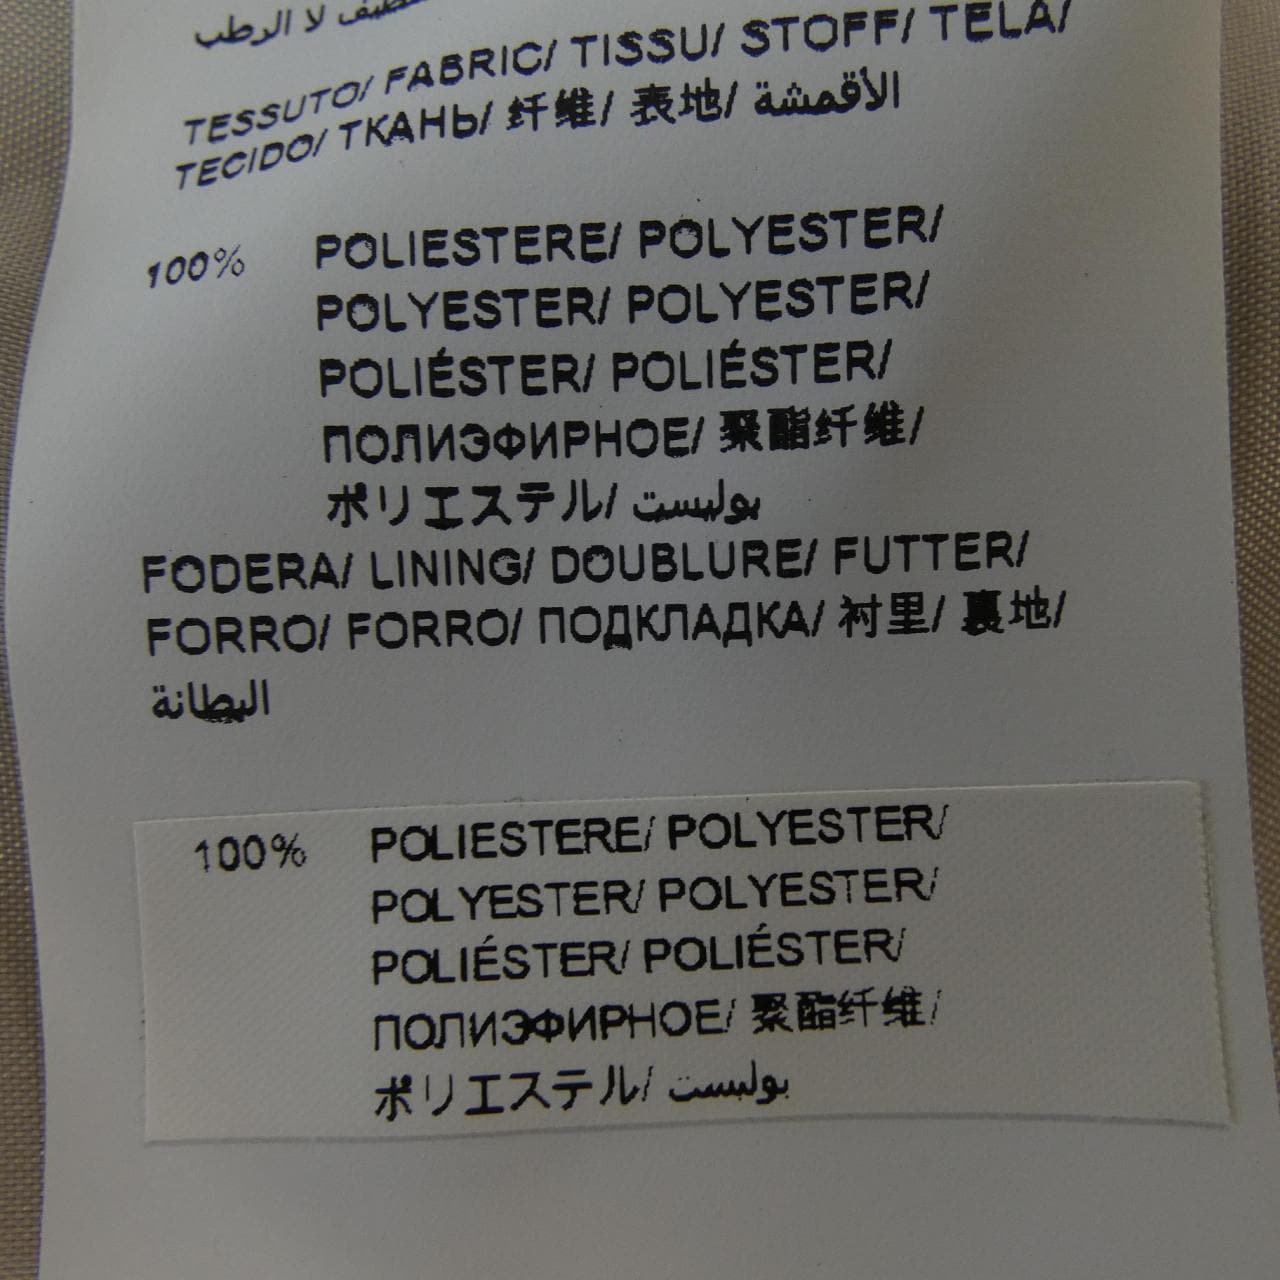 لا الرطب
TESSUTO/ FABRIC/ TISSU/ STOFF/ TELA/
TECIDO/ ТКАНЬ/ 纤维/ 表地/ الأقمشة
100% POLIESTERE/ POLYESTER/
POLYESTER/ POLYESTER/
POLIÉSTER/ POLIÉSTER/
ПОЛИЭФИРНОЕ/ 聚酯纤维/
ポリエステル/ بوليست
FODERA/ LINING/ DOUBLURE/ FUTTER/
FORRO/ FORRO/ ПОДКЛАДКА/ 衬里/ 裏地/
البطانة
100% POLIESTERE/ POLYESTER/
POLYESTER/ POLYESTER/
POLIÉSTER/ POLIÉSTER/
ПОЛИЭФИРНОЕ/ 聚酯纤维/
ポリエステル/ بوليست